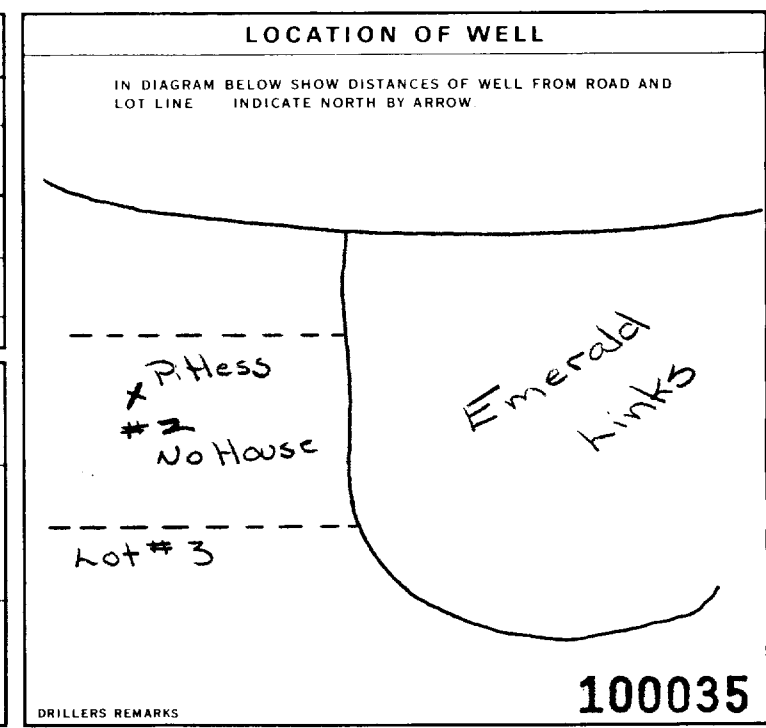 LOCATION OF WELL
IN DIAGRAM BELOW SHOW DISTANCES OF WELL FROM ROAD AND
LOT LINE INDICATE NORTH BY ARROW.
x Pitless
#2
No House
Emerald
Links
Lot # 3
DRILLERS REMARKS
100035